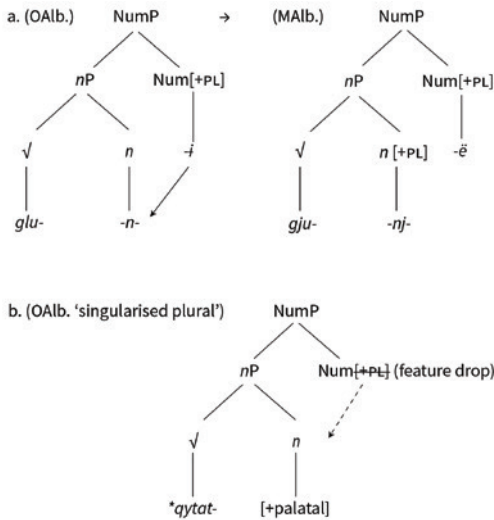 a. (OAlb.) NumP → (MAlb.) NumP
nP Num[+PL] nP Num[+PL]
√ n -i √ n [+PL] -ë
glu- -n- gju- -nj-
b. (OAlb. ‘singularised plural’) NumP
nP Num[+PL] (feature drop)
√ n
*qytat- [+palatal]